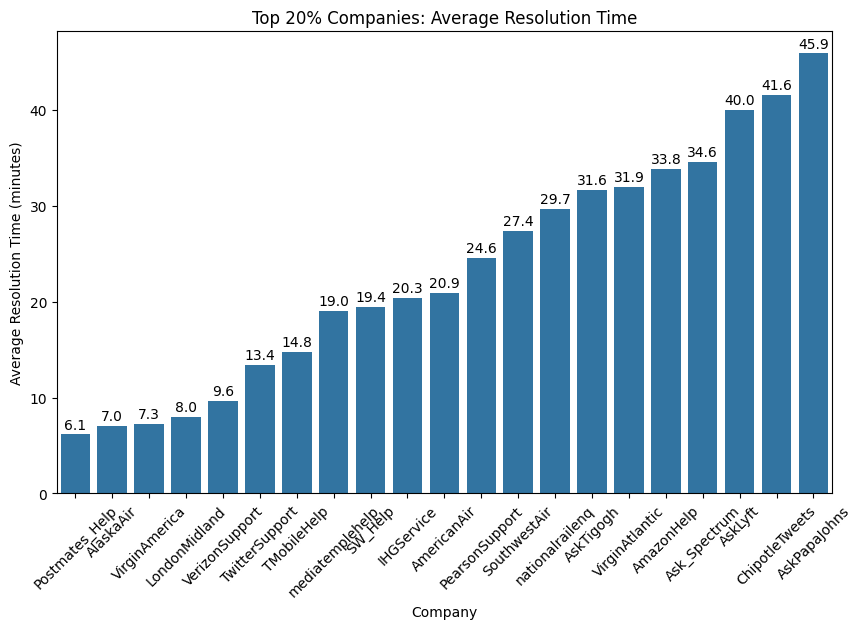 Top 20% Companies: Average Resolution Time
Average Resolution Time (minutes)
40
30
20
10
0
6.1
7.0
7.3
8.0
9.6
13.4
14.8
19.0
19.4
20.3
20.9
24.6
27.4
29.7
31.6
31.9
33.8
34.6
40.0
41.6
45.9
Postmates_Help
AlaskaAir
VirginAmerica
LondonMidland
VerizonSupport
TwitterSupport
TMobileHelp
mediatemplehelp
SW_Help
IHGService
AmericanAir
PearsonSupport
SouthwestAir
nationalrailenq
AskTigogh
VirginAtlantic
AmazonHelp
Ask_Spectrum
AskLyft
ChipotleTweets
AskPapaJohns
Company